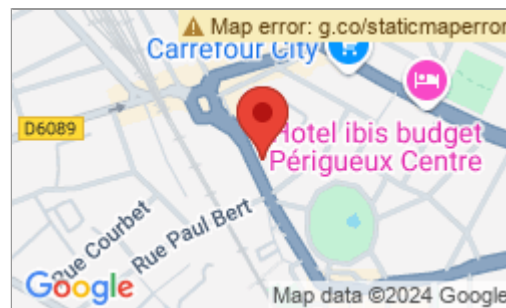 Map error: g.co/staticmaperror
Carrefour City
D6089
Hotel ibis budget
Périgueux Centre
Rue Courbet
Rue Paul Bert
Google
Map data ©2024 Google